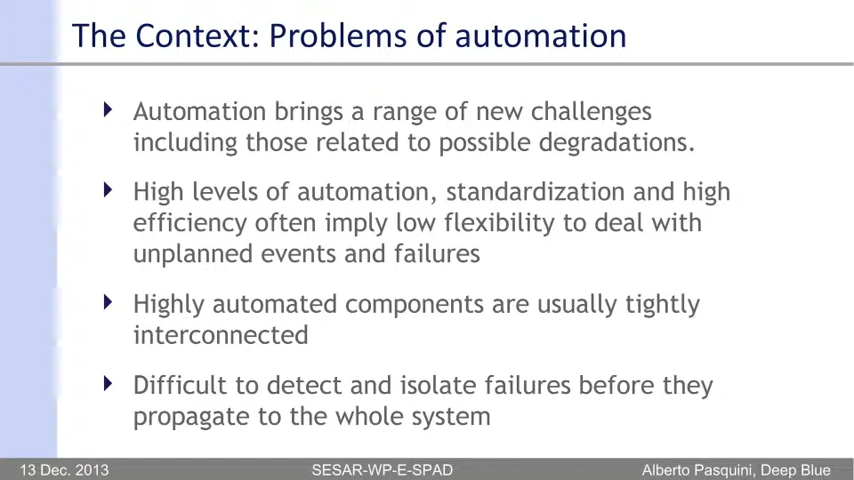 The Context: Problems of automation
Automation brings a range of new challenges
including those related to possible degradations.
High levels of automation, standardization and high
efficiency often imply low flexibility to deal with
unplanned events and failures
Highly automated components are usually tightly
interconnected
Difficult to detect and isolate failures before they
propagate to the whole system
13 Dec. 2013 SESAR-WP-E-SPAD Alberto Pasquini, Deep Blue